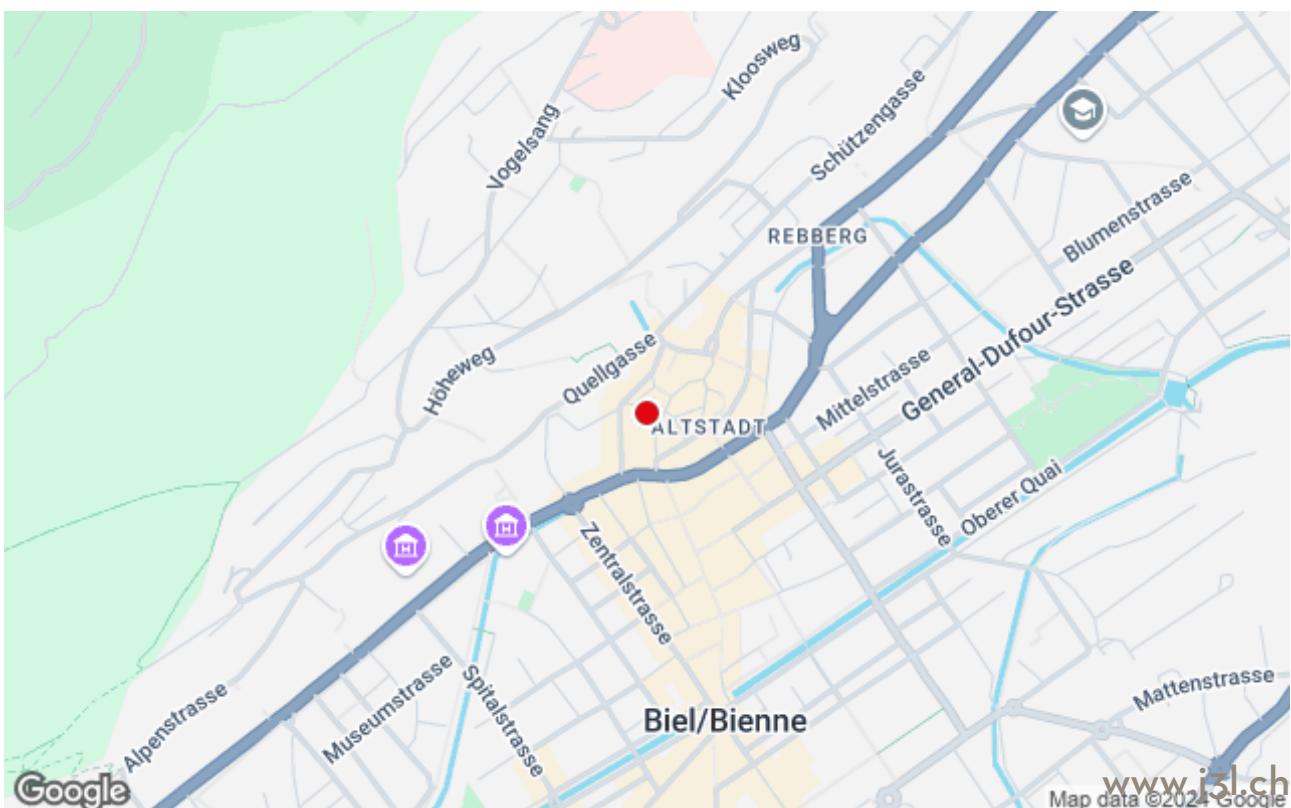 Kloosweg
Schützengasse
Vogelsang
Blumenstrasse
REBBERG
General-Dufour-Strasse
Höheweg
Quellgasse
Mittelstrasse
ALTSTADT
Jurastrasse
Oberer Quai
Zentralstrasse
Museumstrasse
Spitalstrasse
Alpenstrasse
Mattenstrasse
Biel/Bienne
Google
www.j3l.ch
Map data ©2024 Google